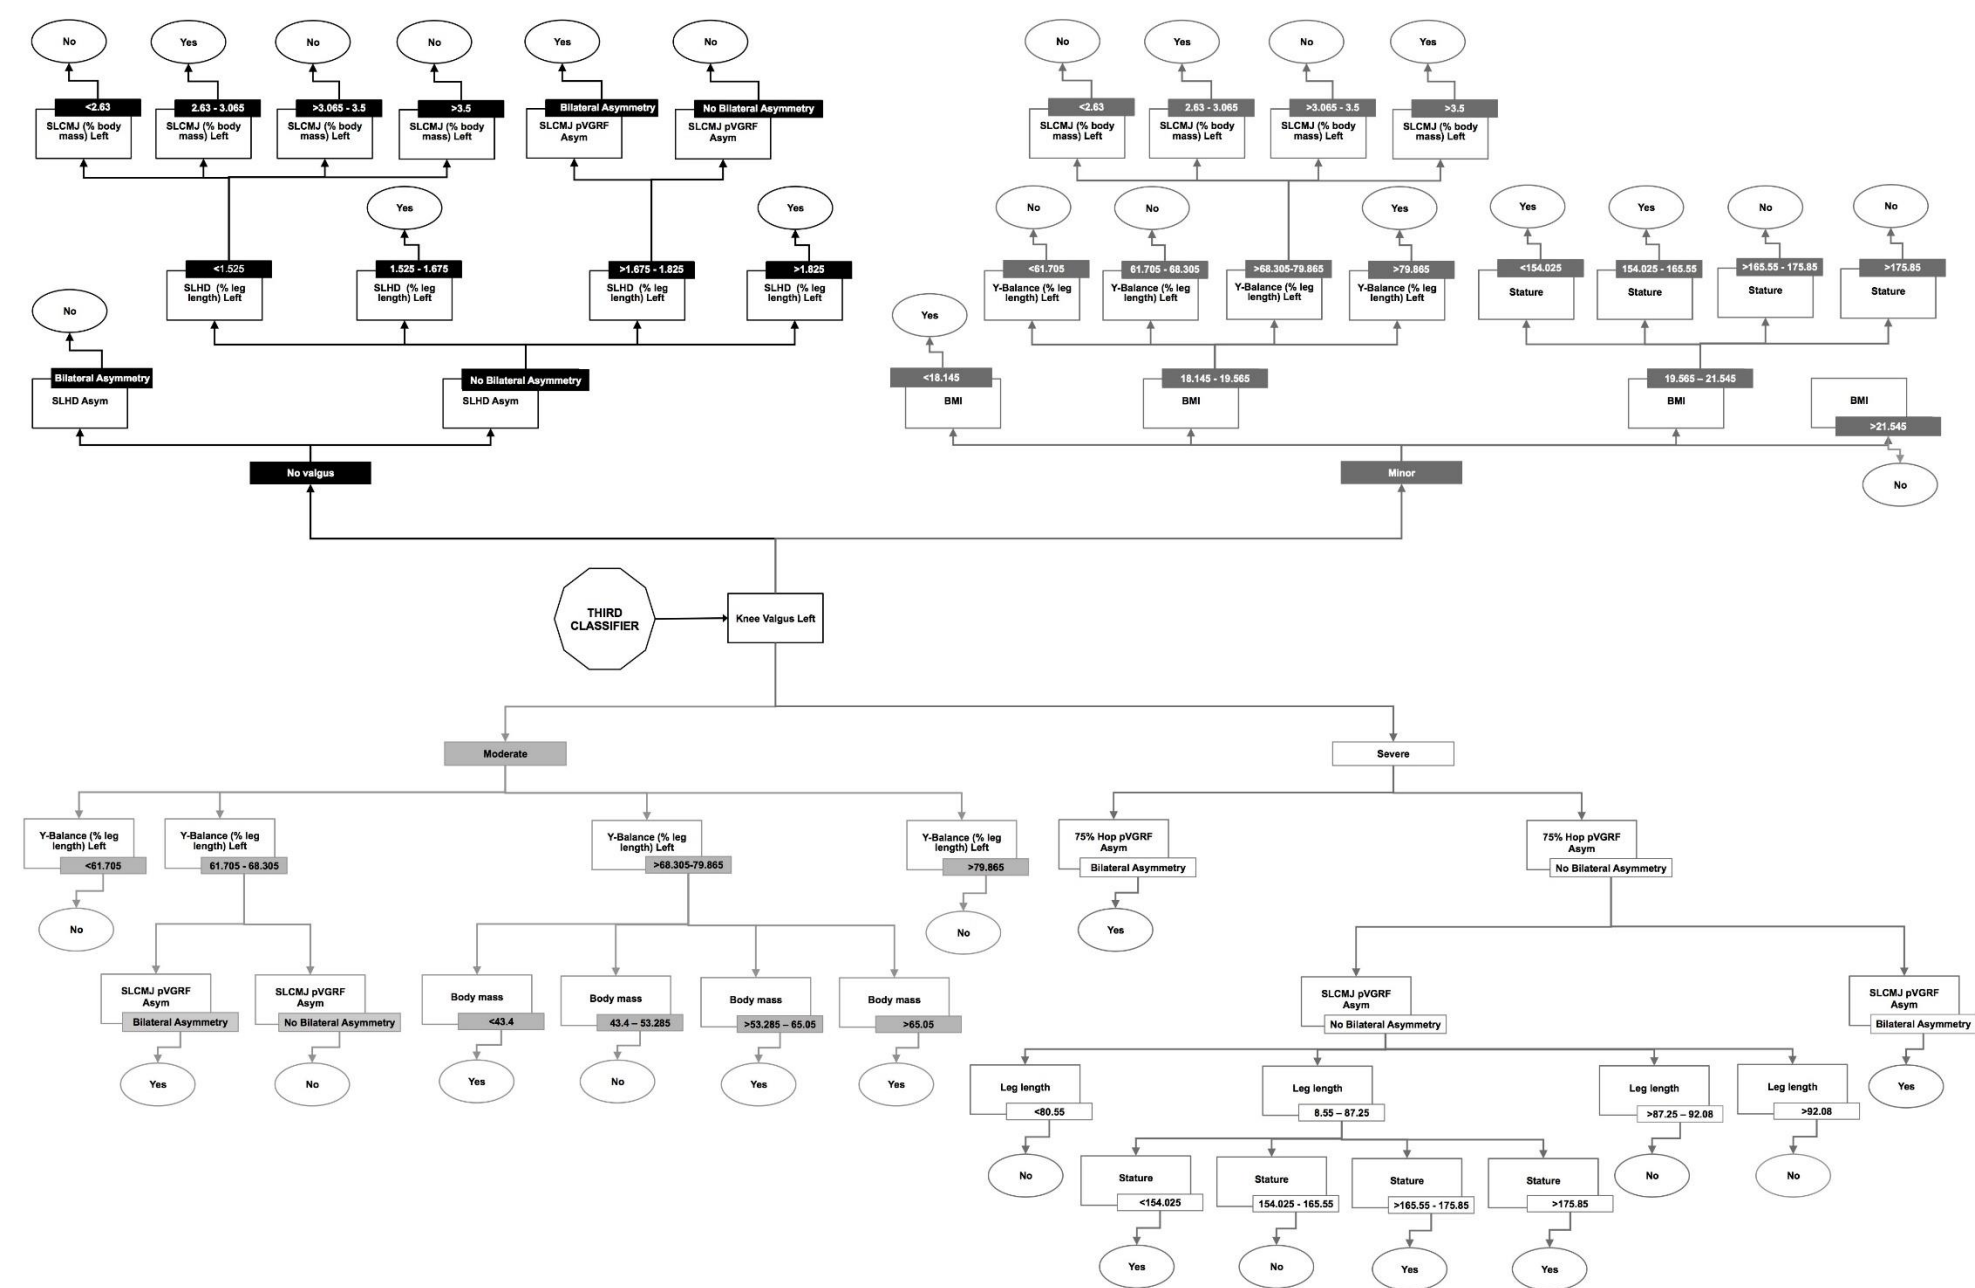 No
Yes
No
No
Yes
No
No
Yes
No
Yes
<2.63
2.63 - 3.065
>3.065 - 3.5
>3.5
Bilateral Asymmetry
No Bilateral Asymmetry
<2.63
2.63 - 3.065
>3.065 - 3.5
>3.5
SLCMJ (% body
mass) Left
SLCMJ (% body
mass) Left
SLCMJ (% body
mass) Left
SLCMJ (% body
mass) Left
SLCMJ pVGRF
Asym
SLCMJ pVGRF
Asym
SLCMJ (% body
mass) Left
SLCMJ (% body
mass) Left
SLCMJ (% body
mass) Left
SLCMJ (% body
mass) Left
Yes
Yes
No
No
Yes
Yes
Yes
No
No
<1.525
1.525 - 1.675
>1.675 - 1.825
>1.825
<61.705
61.705 - 68.305
>68.305-79.865
>79.865
<154.025
154.025 - 165.55
>165.55 - 175.85
>175.85
SLHD (% leg
length) Left
SLHD (% leg
length) Left
SLHD (% leg
length) Left
SLHD (% leg
length) Left
Y-Balance (% leg
length) Left
Y-Balance (% leg
length) Left
Y-Balance (% leg
length) Left
Y-Balance (% leg
length) Left
Stature
Stature
Stature
Stature
No
Yes
Bilateral Asymmetry
SLHD Asym
No Bilateral Asymmetry
SLHD Asym
<18.145
BMI
18.145 - 19.565
BMI
19.565 – 21.545
BMI
BMI
>21.545
No valgus
Minor
No
THIRD
CLASSIFIER
Knee Valgus Left
Moderate
Severe
Y-Balance (% leg
length) Left
<61.705
Y-Balance (% leg
length) Left
61.705 - 68.305
Y-Balance (% leg
length) Left
>68.305-79.865
Y-Balance (% leg
length) Left
>79.865
75% Hop pVGRF
Asym
Bilateral Asymmetry
75% Hop pVGRF
Asym
No Bilateral Asymmetry
No
No
Yes
SLCMJ pVGRF
Asym
Bilateral Asymmetry
SLCMJ pVGRF
Asym
No Bilateral Asymmetry
Body mass
<43.4
Body mass
43.4 – 53.285
Body mass
>53.285 – 65.05
Body mass
>65.05
SLCMJ pVGRF
Asym
No Bilateral Asymmetry
SLCMJ pVGRF
Asym
Bilateral Asymmetry
Yes
No
Yes
No
Yes
Yes
Yes
Leg length
<80.55
Leg length
8.55 – 87.25
Leg length
>87.25 – 92.08
Leg length
>92.08
No
No
No
Stature
<154.025
Stature
154.025 - 165.55
Stature
>165.55 - 175.85
Stature
>175.85
Yes
No
Yes
Yes